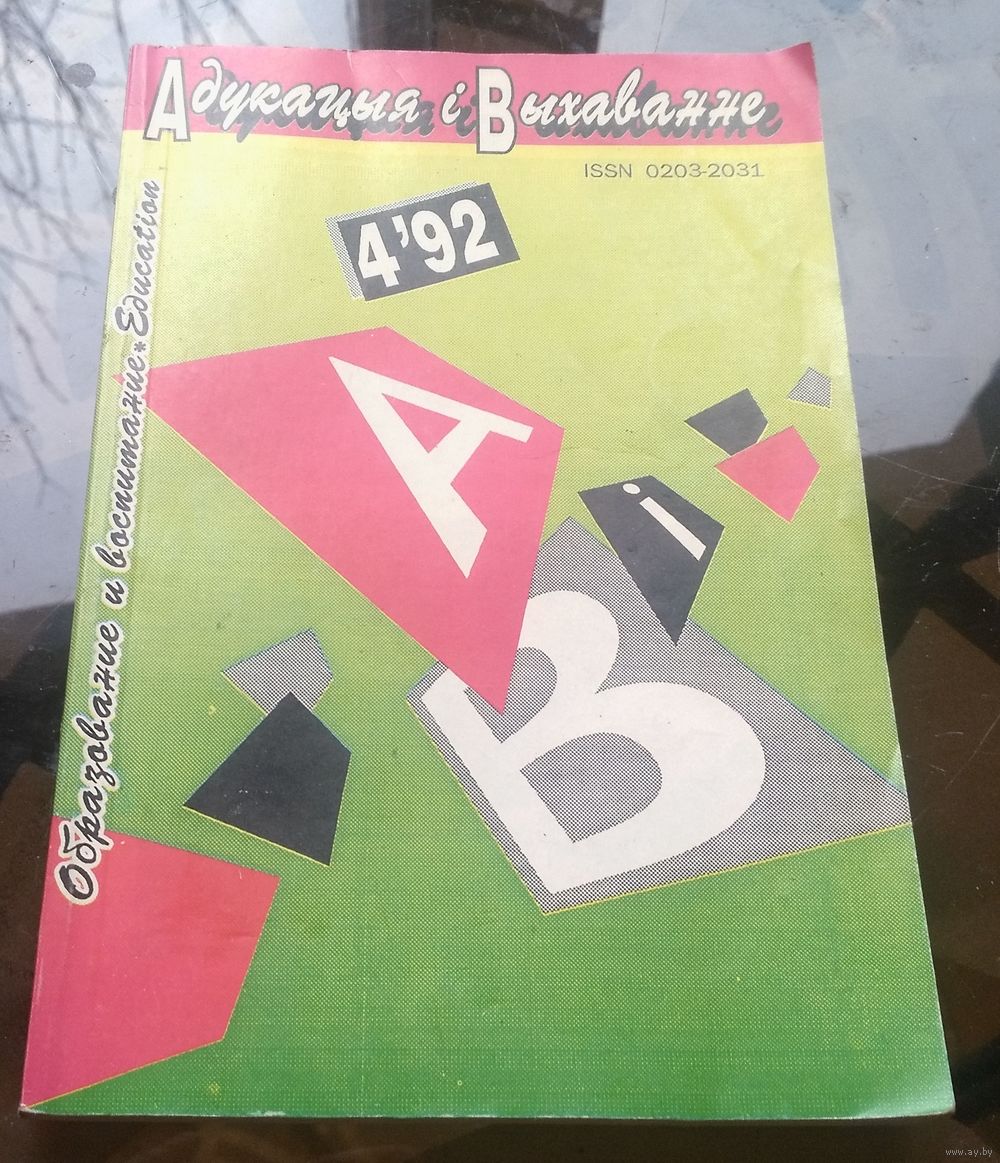 Адукацыя і Выхаванне
ISSN 0203-2031
4'92
Образование и воспитание * Education
А
і
В
www.ay.by